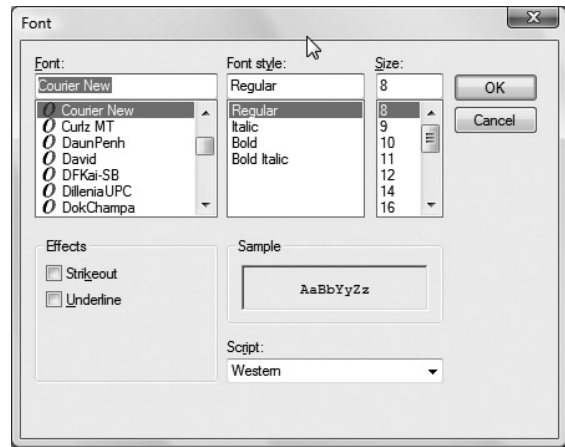 Font
Font:
Font style:
Size:
Courier New
Regular
8
OK
Courier New
Curlz MT
DaunPenh
David
DFKai-SB
DilleniaUPC
DokChampa
Regular
Italic
Bold
Bold Italic
8
9
10
11
12
14
16
Cancel
Effects
Strikeout
Underline
Sample
AaBbYyZz
Script:
Western